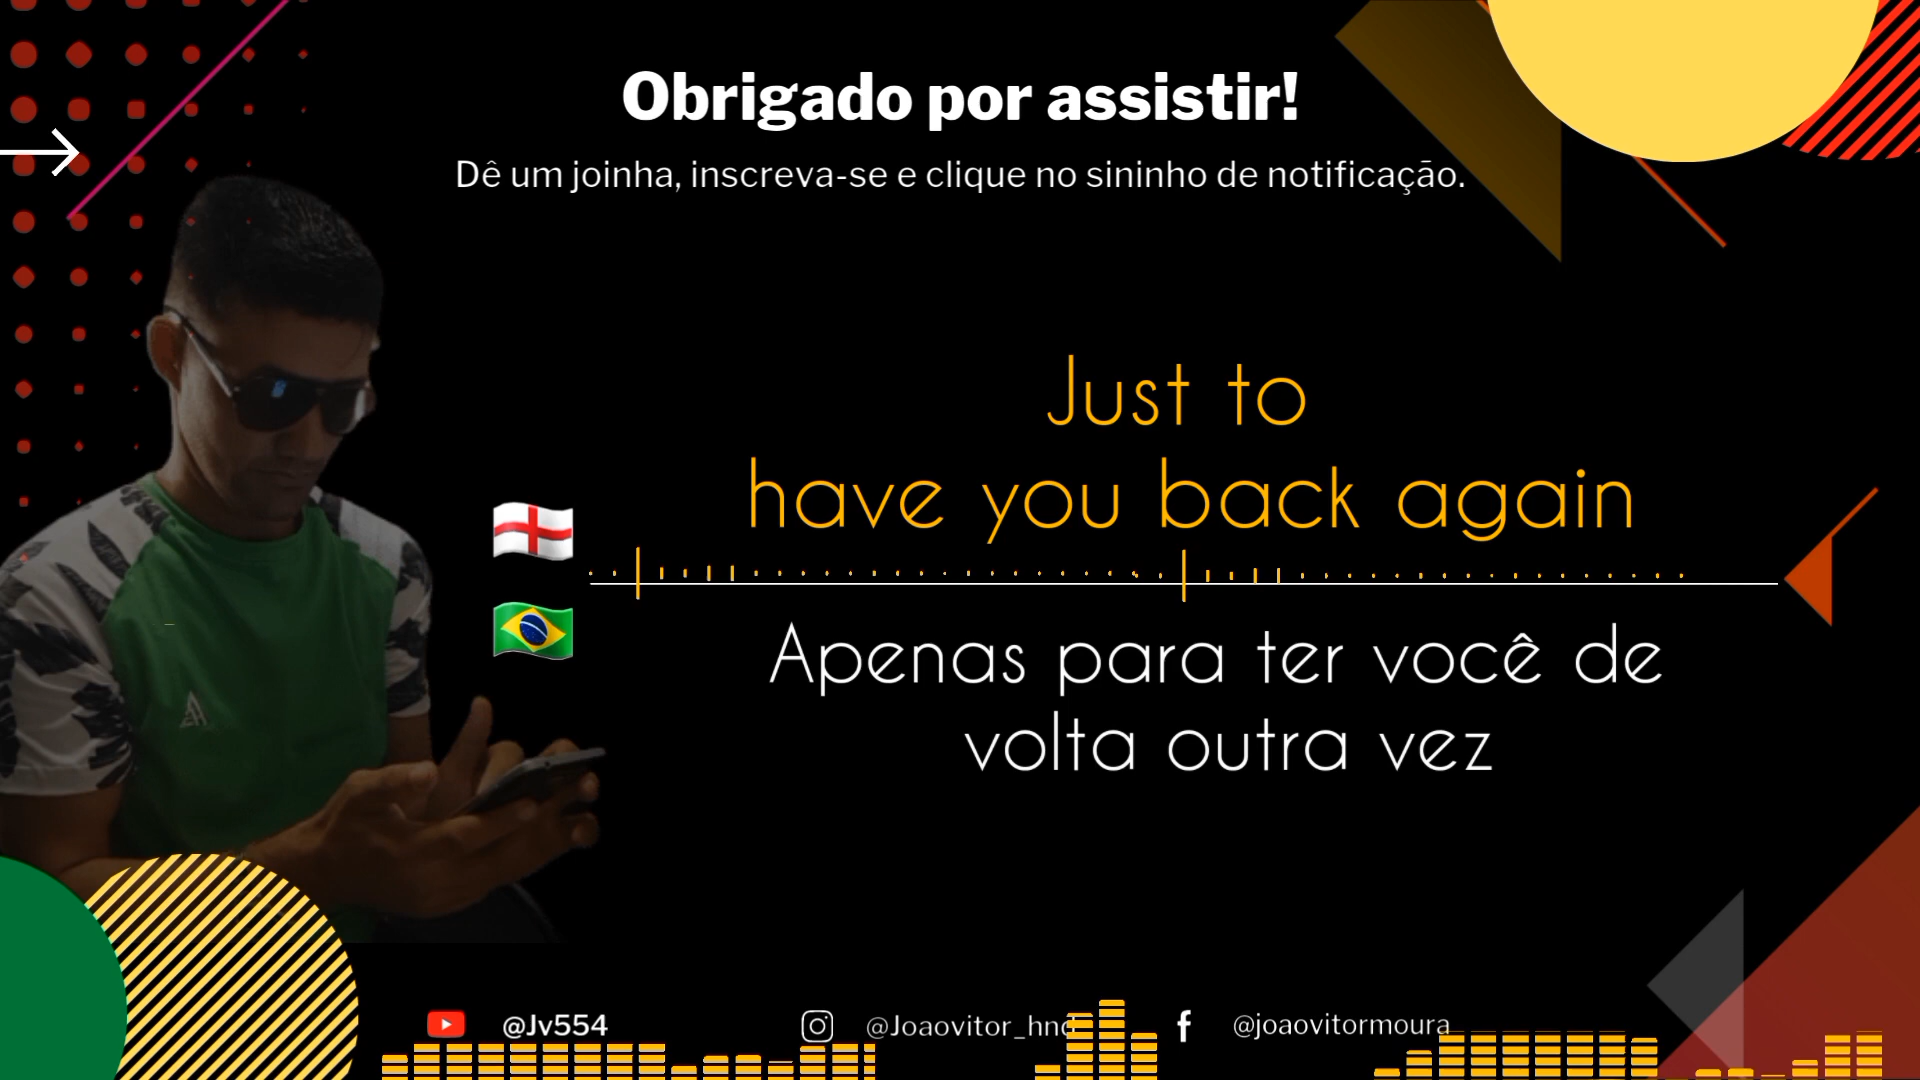 Obrigado por assistir!
Dê um joinha, inscreva-se e clique no sininho de notificação.
Just to
have you back again
Apenas para ter você de
volta outra vez
@Jv554
@Joaovitor_hnd
@joaovitormoura